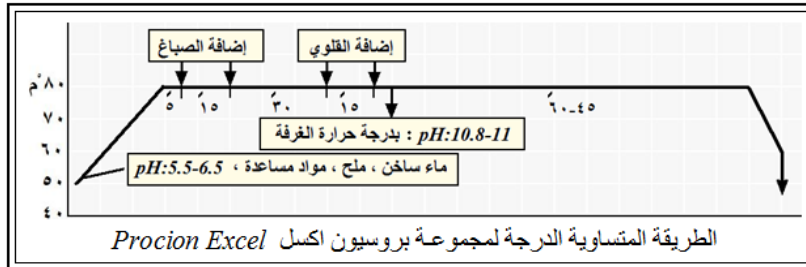 إضافة الصباغ
إضافة القلوي
٨٠ْم
٥َ
١٥َ
٣٠َ
١٥َ
٤٥-٦٠َ
٧٠
pH:10.8-11 : بدرجة حرارة الغرفة
٦٠
ماء ساخن ، ملح ، مواد مساعدة ، pH:5.5-6.5
٥٠
٤٠
الطريقة المتساوية الدرجة لمجموعة بروسيون اكسل Procion Excel